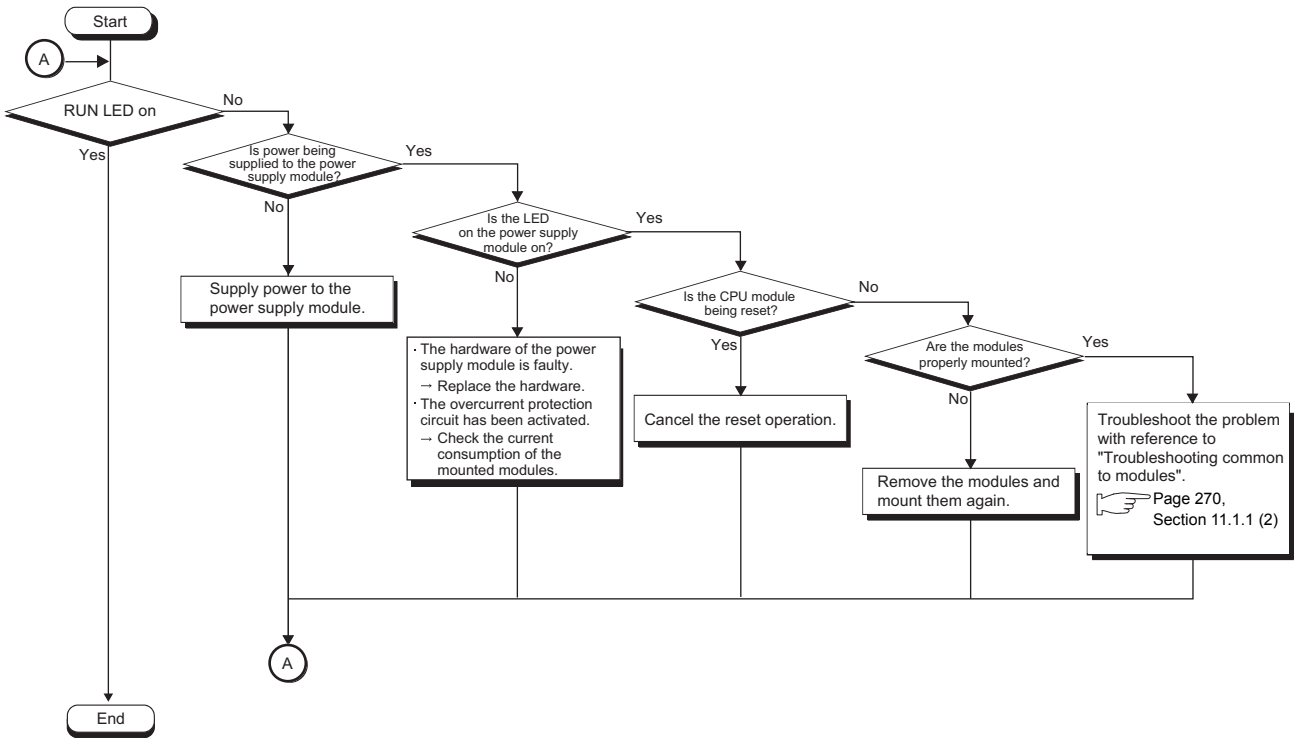 Start
A
RUN LED on
No
Yes
Is power being
supplied to the power
supply module?
Yes
No
Supply power to the
power supply module.
Is the LED
on the power supply
module on?
Yes
No
· The hardware of the power
supply module is faulty.
→ Replace the hardware.
· The overcurrent protection
circuit has been activated.
→ Check the current
consumption of the
mounted modules.
Is the CPU module
being reset?
No
Yes
Cancel the reset operation.
Are the modules
properly mounted?
Yes
No
Remove the modules and
mount them again.
Troubleshoot the problem
with reference to
"Troubleshooting common
to modules".
Page 270,
Section 11.1.1 (2)
A
End